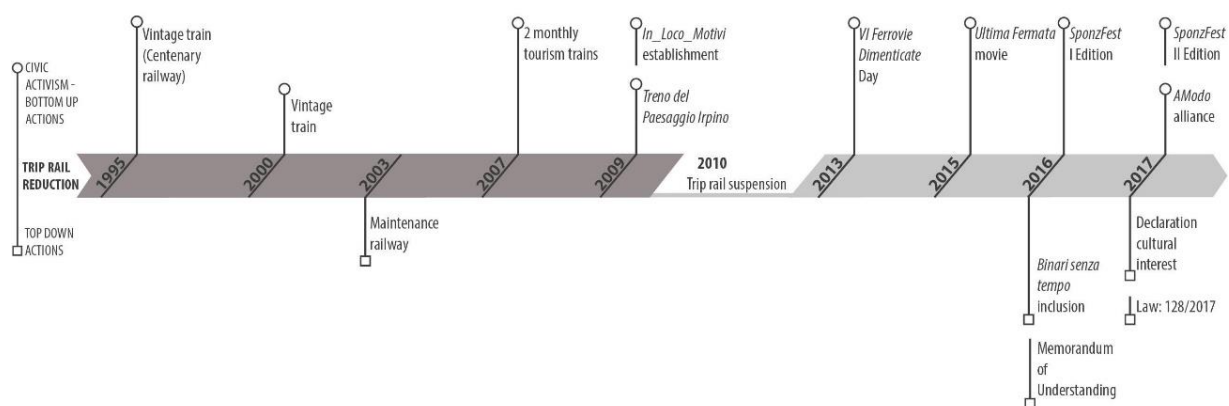 CIVIC
ACTIVISM -
BOTTOM UP
ACTIONS
TRIP RAIL
REDUCTION
TOP DOWN
ACTIONS
Vintage train
(Centenary
railway)
1995
Vintage
train
2000
2003
Maintenance
railway
2 monthly
tourism trains
2007
In_Loco_Motivi
establishment
Treno del
Paesaggio Irpino
2009
2010
Trip rail suspension
VI Ferrovie
Dimenticate
Day
2013
Ultima Fermata
movie
2015
SponzFest
I Edition
2016
Binari senza
tempo
inclusion
Memorandum
of
Understanding
SponzFest
II Edition
AModo
alliance
2017
Declaration
cultural
interest
Law: 128/2017